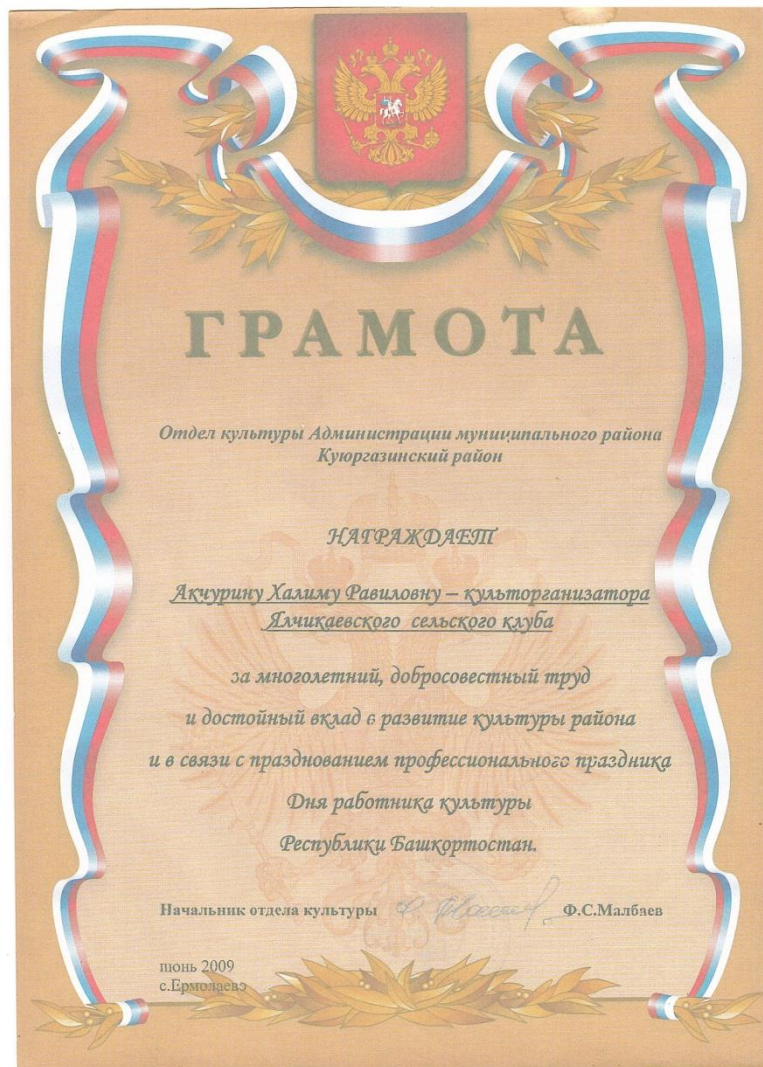 ГРАМОТА
Отдел культуры Администрации муниципального района
Куюргазинский район
НАГРАЖДАЕТ
Акчурину Халиму Равиловну – культорганизатора
Ялчикаевского сельского клуба
за многолетний, добросовестный труд
и достойный вклад в развитие культуры района
и в связи с празднованием профессионального праздника
Дня работника культуры
Республики Башкортостан.
Начальник отдела культуры Ф.С.Малбаев
июнь 2009
с.Ермолаево